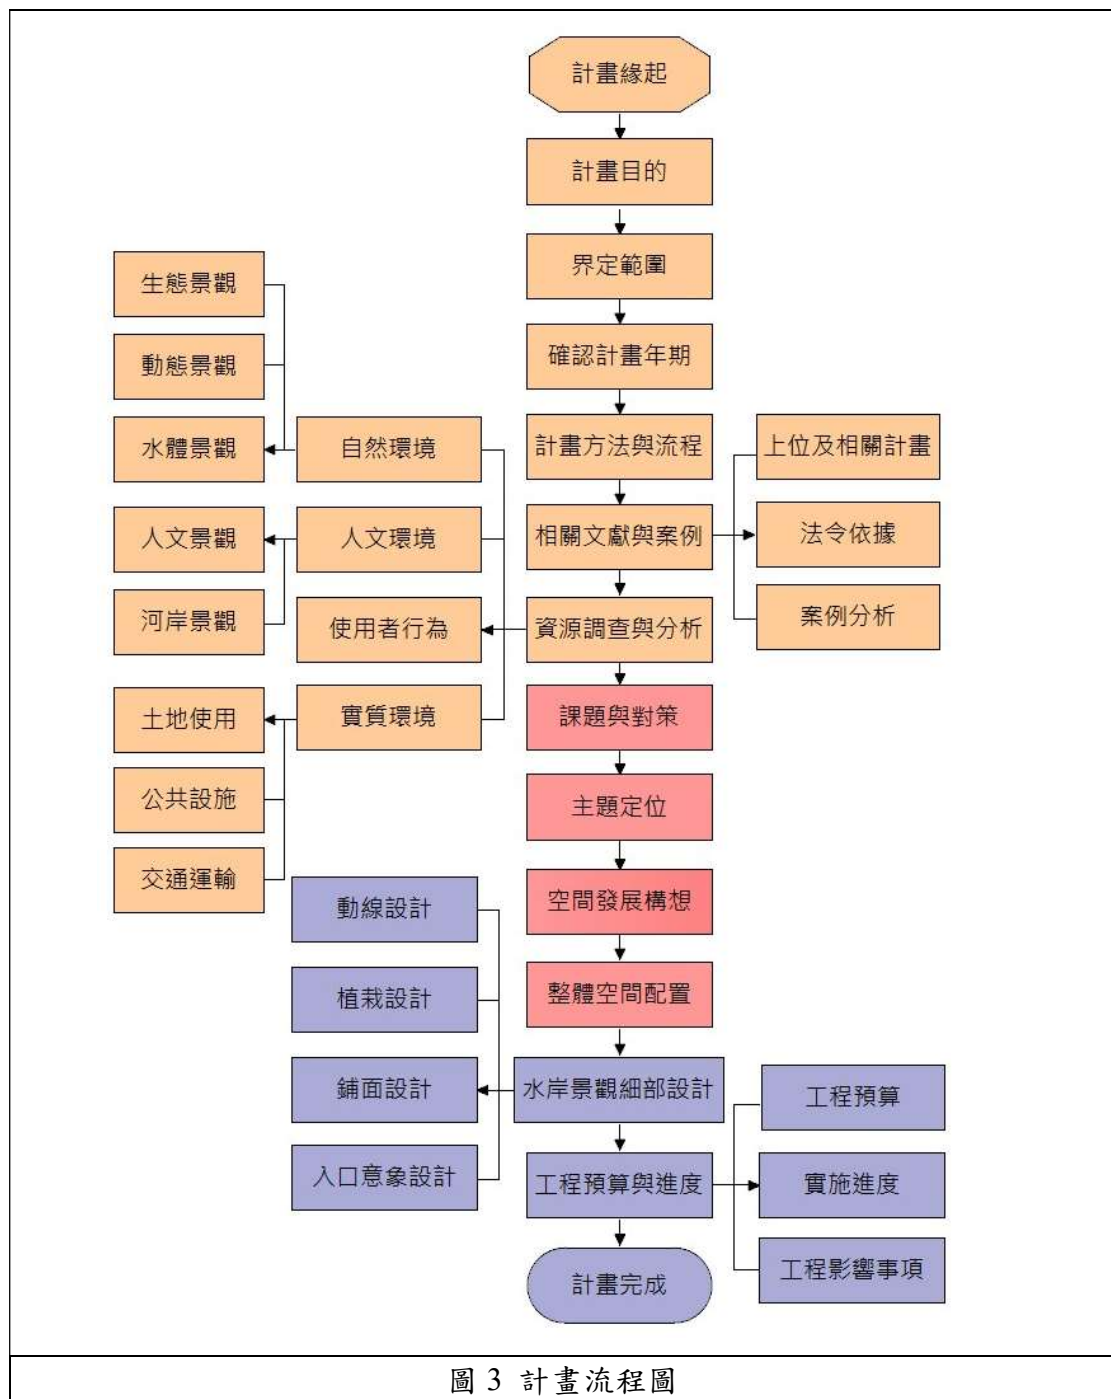 計畫緣起
計畫目的
界定範圍
生態景觀
確認計畫年期
動態景觀
水體景觀
自然環境
計畫方法與流程
上位及相關計畫
人文景觀
人文環境
相關文獻與案例
法令依據
河岸景觀
使用者行為
資源調查與分析
案例分析
土地使用
實質環境
課題與對策
公共設施
主題定位
交通運輸
動線設計
空間發展構想
植栽設計
整體空間配置
鋪面設計
水岸景觀細部設計
工程預算
入口意象設計
工程預算與進度
實施進度
計畫完成
工程影響事項
圖 3 計畫流程圖